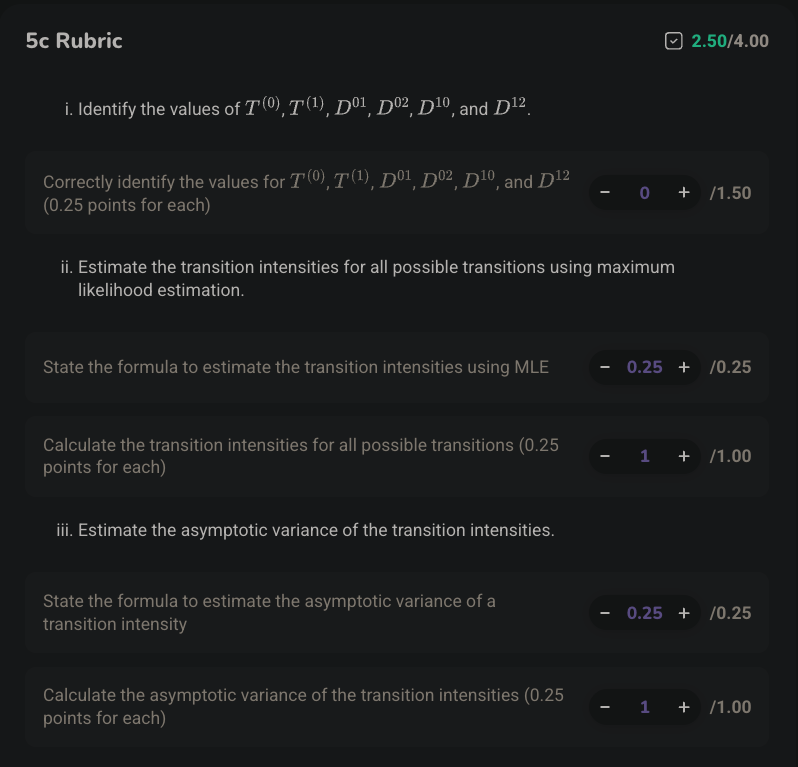 5c Rubric 2.50/4.00
i. Identify the values of T^(0), T^(1), D^01, D^02, D^10, and D^12.
Correctly identify the values for T^(0), T^(1), D^01, D^02, D^10, and D^12
(0.25 points for each)
− 0 + /1.50
ii. Estimate the transition intensities for all possible transitions using maximum
likelihood estimation.
State the formula to estimate the transition intensities using MLE − 0.25 + /0.25
Calculate the transition intensities for all possible transitions (0.25
points for each)
− 1 + /1.00
iii. Estimate the asymptotic variance of the transition intensities.
State the formula to estimate the asymptotic variance of a
transition intensity
− 0.25 + /0.25
Calculate the asymptotic variance of the transition intensities (0.25
points for each)
− 1 + /1.00